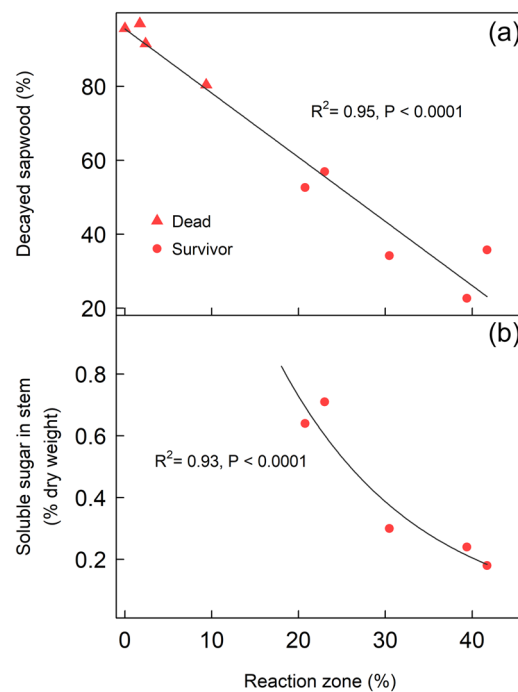 (a)
80
60
40
20
Decayed sapwood (%)
R²= 0.95, P < 0.0001
Dead
Survivor
(b)
0.8
0.6
0.4
0.2
Soluble sugar in stem
(% dry weight)
R²= 0.93, P < 0.0001
0 10 20 30 40
Reaction zone (%)